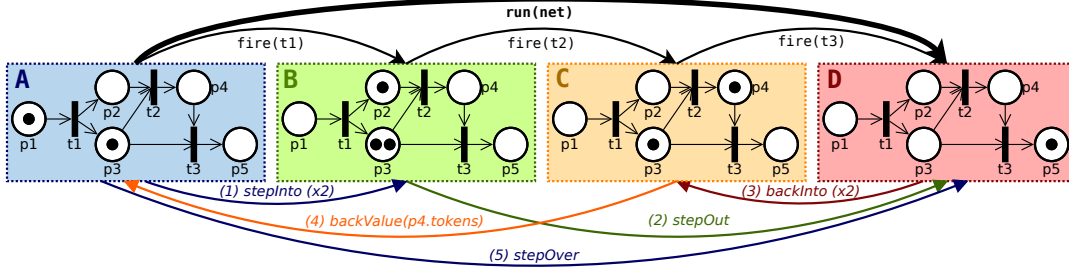 run(net)
fire(t1)
fire(t2)
fire(t3)
A
p2
t2
p4
p1
t1
p3
t3
p5
B
p2
t2
p4
p1
t1
p3
t3
p5
C
p2
t2
p4
p1
t1
p3
t3
p5
D
p2
t2
p4
p1
t1
p3
t3
p5
(1) stepInto (x2)
(3) backInto (x2)
(4) backValue(p4.tokens)
(2) stepOut
(5) stepOver